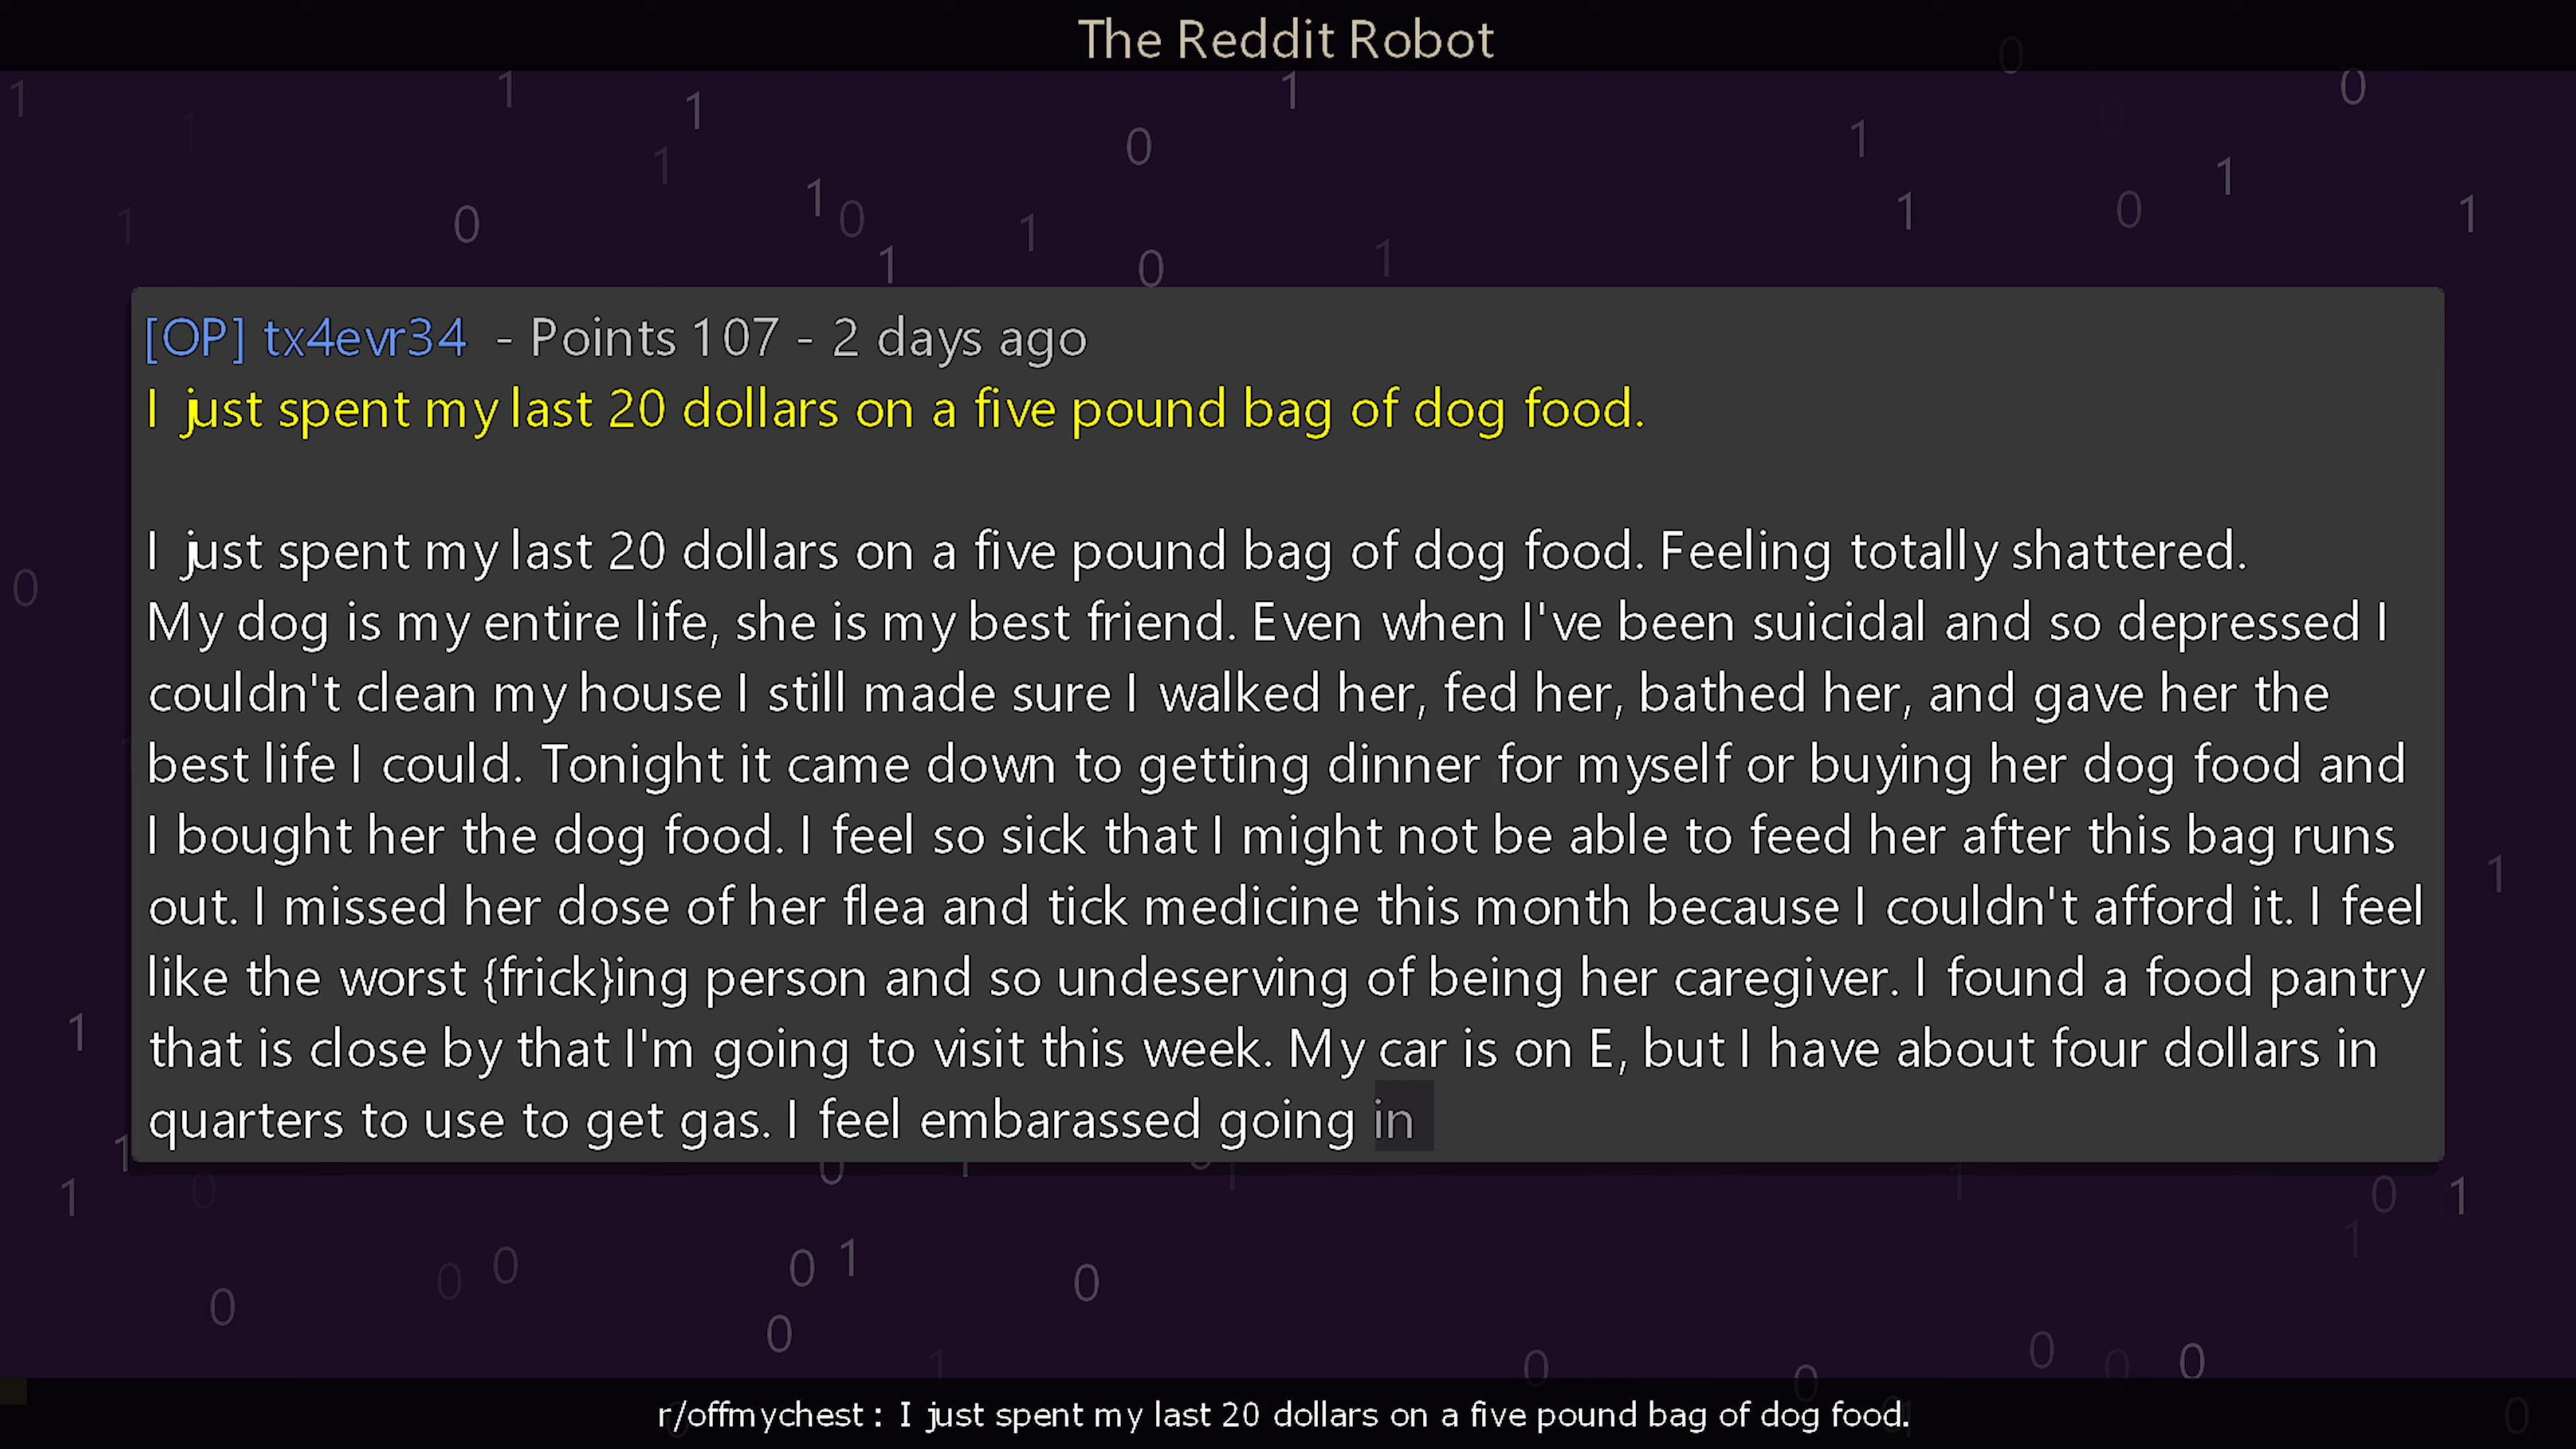 The Reddit Robot
[OP] tx4evr34 - Points 107 - 2 days ago
I just spent my last 20 dollars on a five pound bag of dog food.
I just spent my last 20 dollars on a five pound bag of dog food. Feeling totally shattered.
My dog is my entire life, she is my best friend. Even when I've been suicidal and so depressed I
couldn't clean my house I still made sure I walked her, fed her, bathed her, and gave her the
best life I could. Tonight it came down to getting dinner for myself or buying her dog food and
I bought her the dog food. I feel so sick that I might not be able to feed her after this bag runs
out. I missed her dose of her flea and tick medicine this month because I couldn't afford it. I feel
like the worst {frick}ing person and so undeserving of being her caregiver. I found a food pantry
that is close by that I'm going to visit this week. My car is on E, but I have about four dollars in
quarters to use to get gas. I feel embarassed going in
r/offmychest : I just spent my last 20 dollars on a five pound bag of dog food.